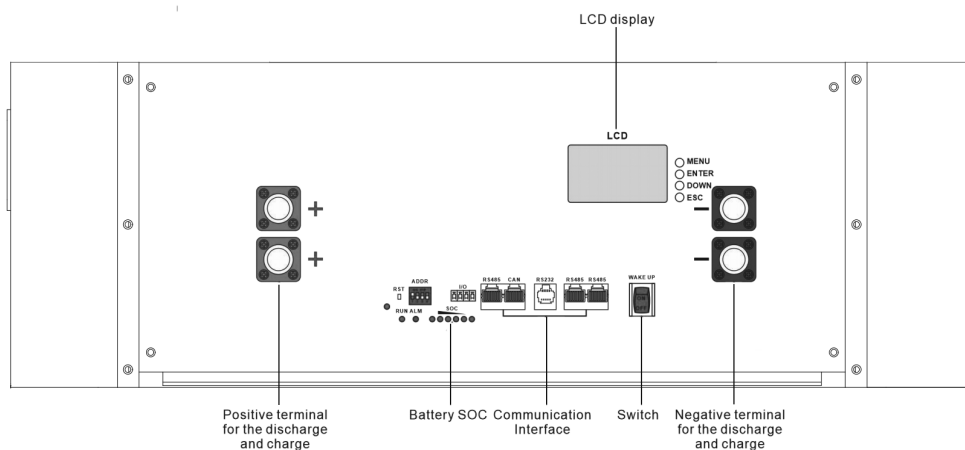 LCD display
LCD
MENU
ENTER
DOWN
ESC
+
+
−
−
ADDR
RST
I/O
RS485 CAN RS232 RS485 RS485
WAKE UP
RUN ALM
SOC
Positive terminal
for the discharge
and charge
Battery SOC
Communication
Interface
Switch
Negative terminal
for the discharge
and charge